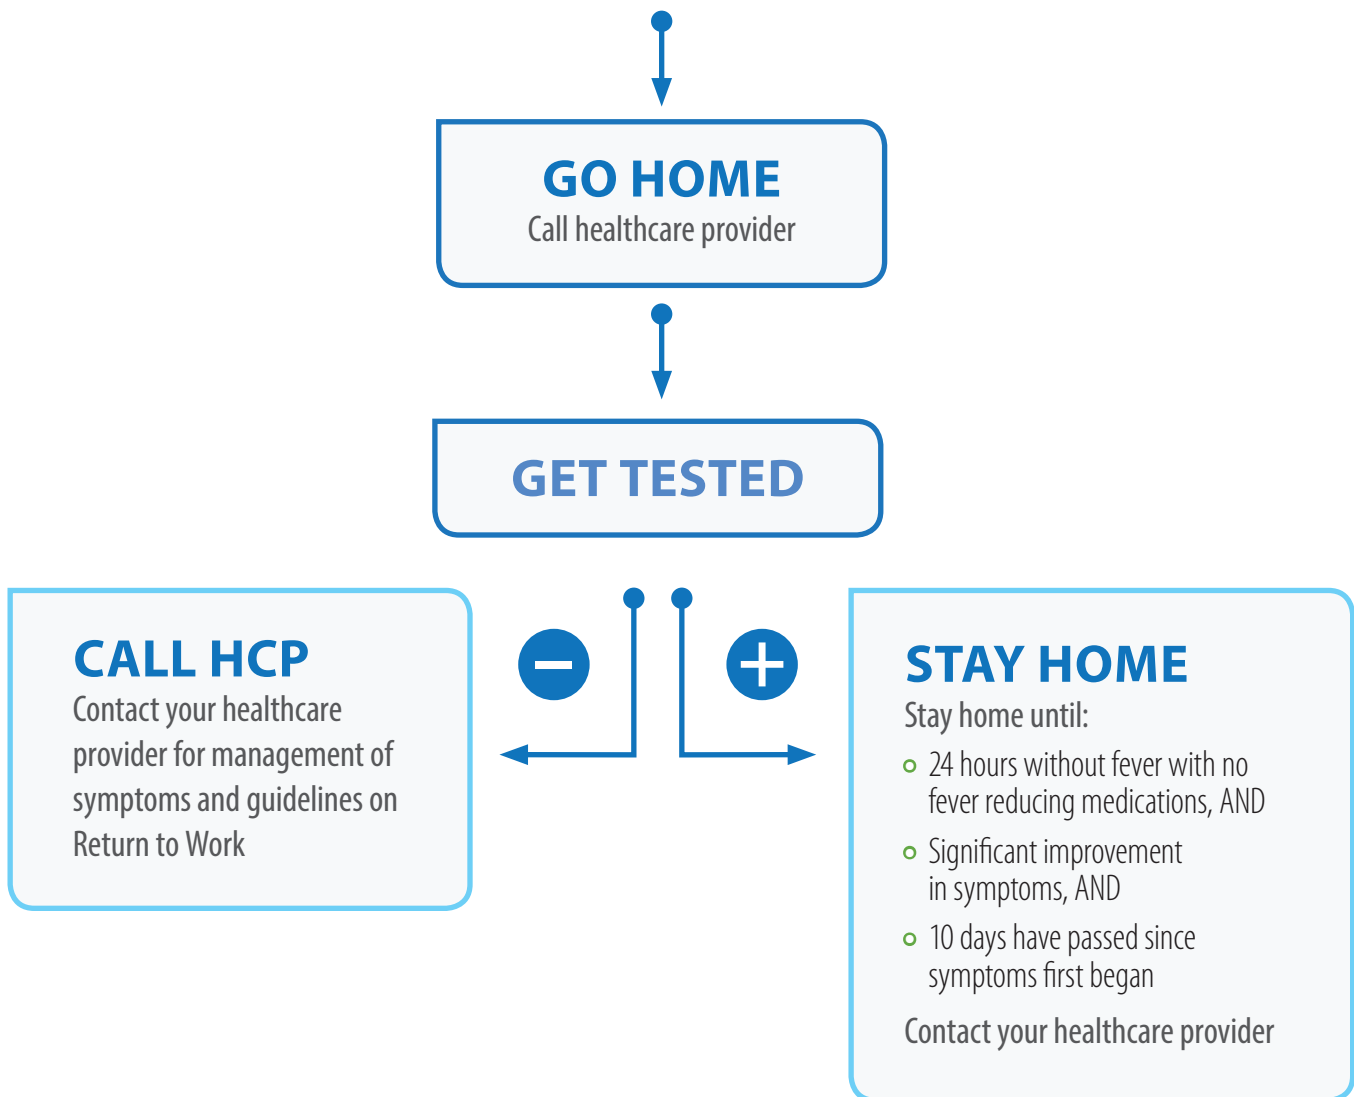 GO HOME
Call healthcare provider
GET TESTED
CALL HCP
Contact your healthcare
provider for management of
symptoms and guidelines on
Return to Work
STAY HOME
Stay home until:
24 hours without fever with no
fever reducing medications, AND
Significant improvement
in symptoms, AND
10 days have passed since
symptoms first began
Contact your healthcare provider